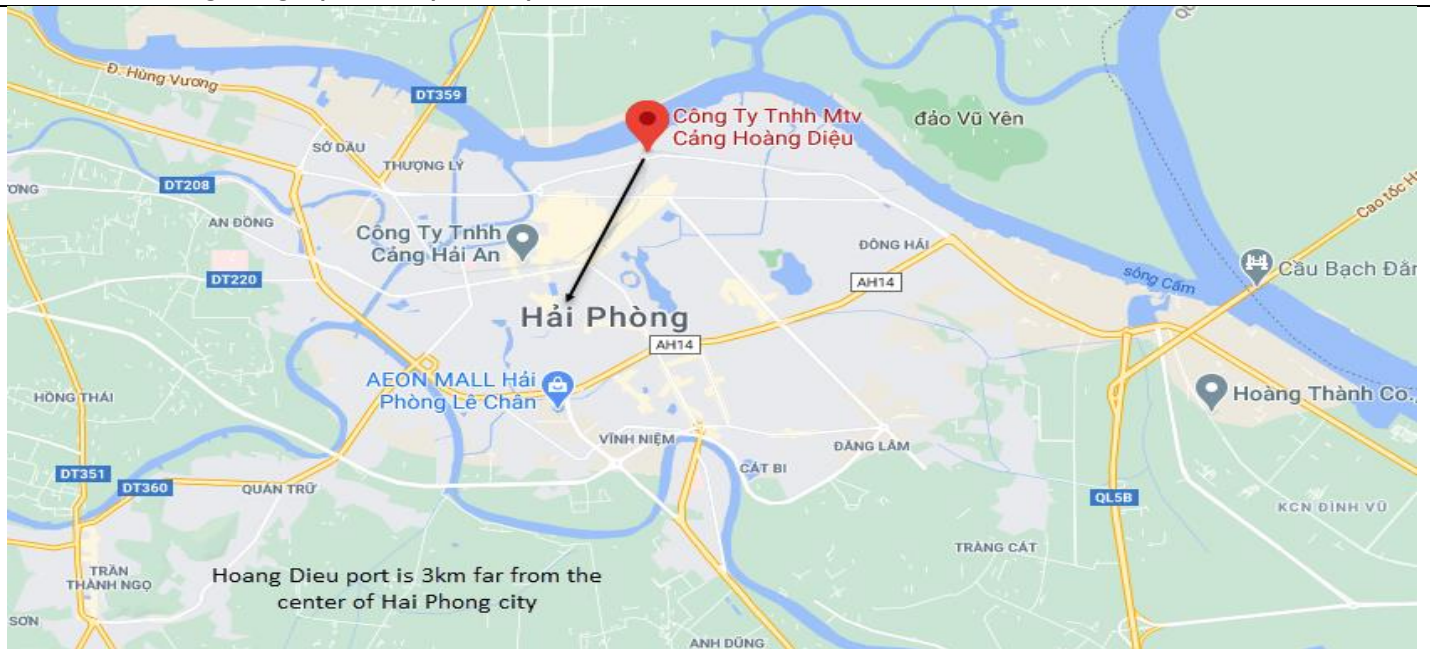 Đ. Hùng Vương
DT359
Công Ty Tnhh Mtv
Cảng Hoàng Diệu
đảo Vũ Yên
SỞ DẦU
THƯỢNG LÝ
DT208
AN ĐỒNG
Công Ty Tnhh
Cảng Hải An
ĐÔNG HẢI
Cao tốc
DT220
AH14
sông Cấm
Cầu Bạch Đằn
Hải Phòng
AH14
AEON MALL Hải
Phòng Lê Chân
HỒNG THÁI
Hoàng Thành Co.,
VĨNH NIỆM
ĐẰNG LÂM
CÁT BI
DT351
DT360
QUÁN TRỮ
QL5B
KCN ĐÌNH VŨ
TRÀNG CÁT
TRẦN
THÀNH NGỌ
Hoang Dieu port is 3km far from the
center of Hai Phong city
SƠN
ANH DŨNG